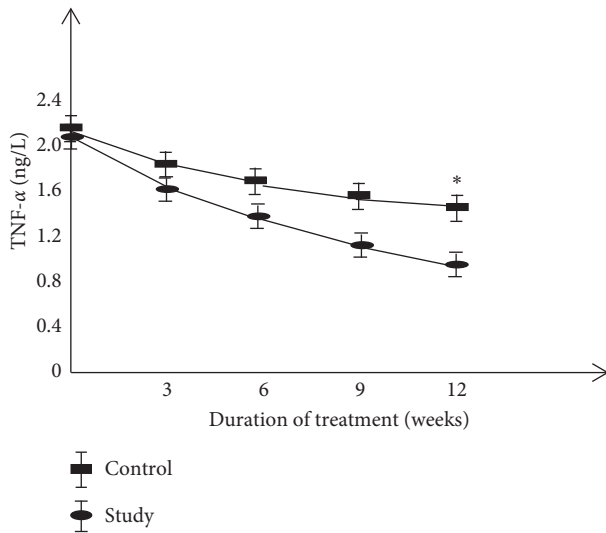 TNF-α (ng/L)
2.4
2.0
1.6
1.2
0.8
0.4
0
*
3 6 9 12
Duration of treatment (weeks)
Control
Study